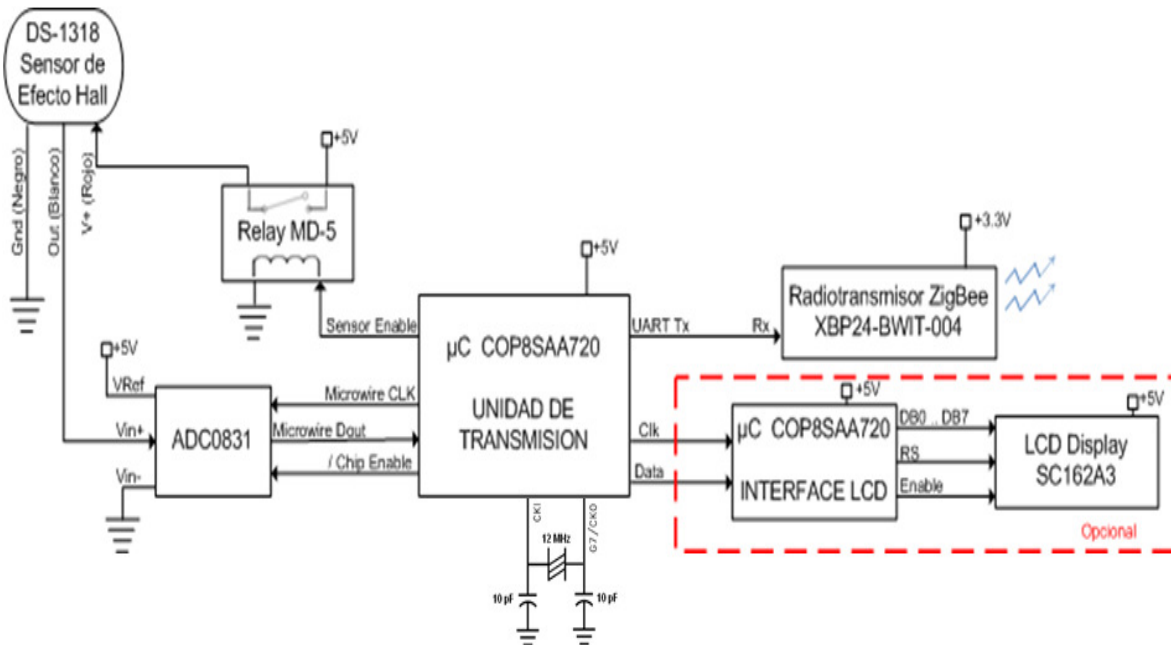 DS-1318
Sensor de
Efecto Hall
Gnd (Negro)
Out (Blanco)
V+ (Rojo)
+5V
Relay MD-5
Sensor Enable
+5V
VRef
Vin+
Vin-
ADC0831
Microwire CLK
Microwire Dout
/ Chip Enable
+5V
µC COP8SAA720
UNIDAD DE
TRANSMISION
CKI
G7/CKO
12 MHz
10 pF
10 pF
UART Tx
Rx
+3.3V
Radiotransmisor ZigBee
XBP24-BWIT-004
Clk
Data
+5V
µC COP8SAA720
INTERFACE LCD
DB0 .. DB7
RS
Enable
+5V
LCD Display
SC162A3
Opcional